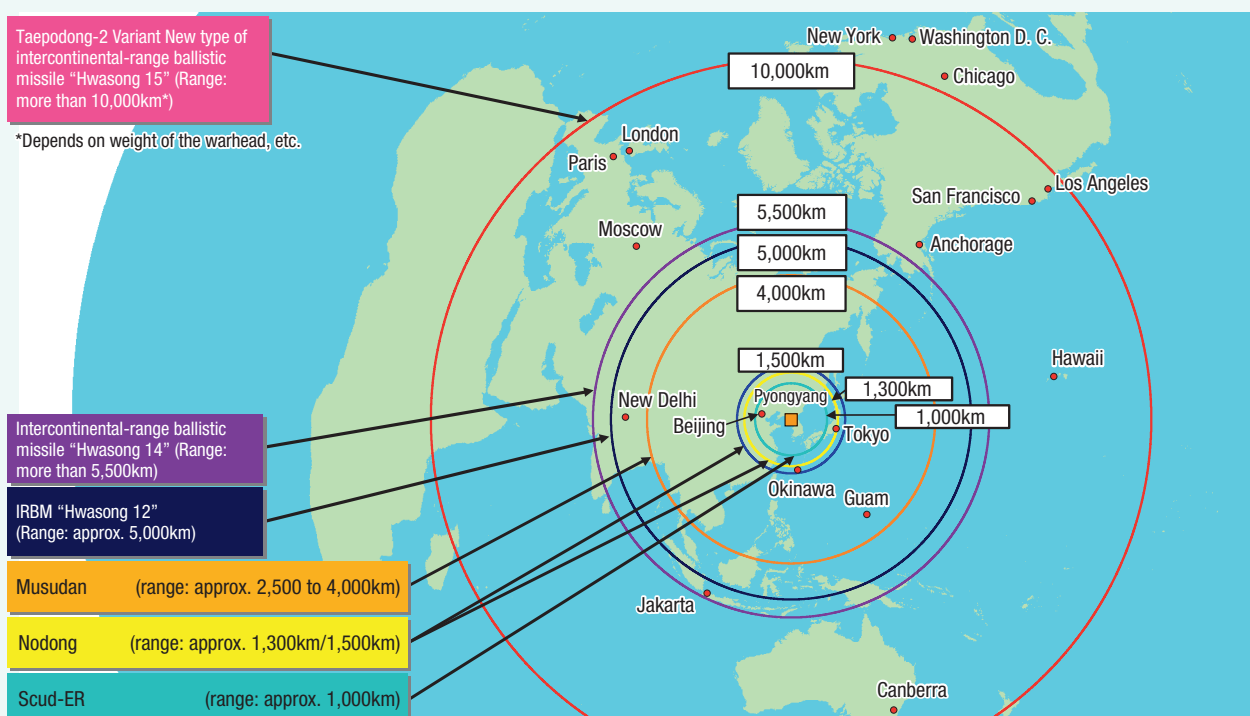 Taepodong-2 Variant New type of
intercontinental-range ballistic
missile “Hwasong 15” (Range:
more than 10,000km*)
*Depends on weight of the warhead, etc.
New York
Washington D. C.
10,000km
Chicago
London
Paris
Los Angeles
San Francisco
5,500km
Moscow
Anchorage
5,000km
4,000km
1,500km
Hawaii
1,300km
Pyongyang
New Delhi
1,000km
Beijing
Tokyo
Intercontinental-range ballistic
missile “Hwasong 14” (Range:
more than 5,500km)
Okinawa
Guam
IRBM “Hwasong 12”
(Range: approx. 5,000km)
Musudan (range: approx. 2,500 to 4,000km)
Jakarta
Nodong (range: approx. 1,300km/1,500km)
Scud-ER (range: approx. 1,000km)
Canberra